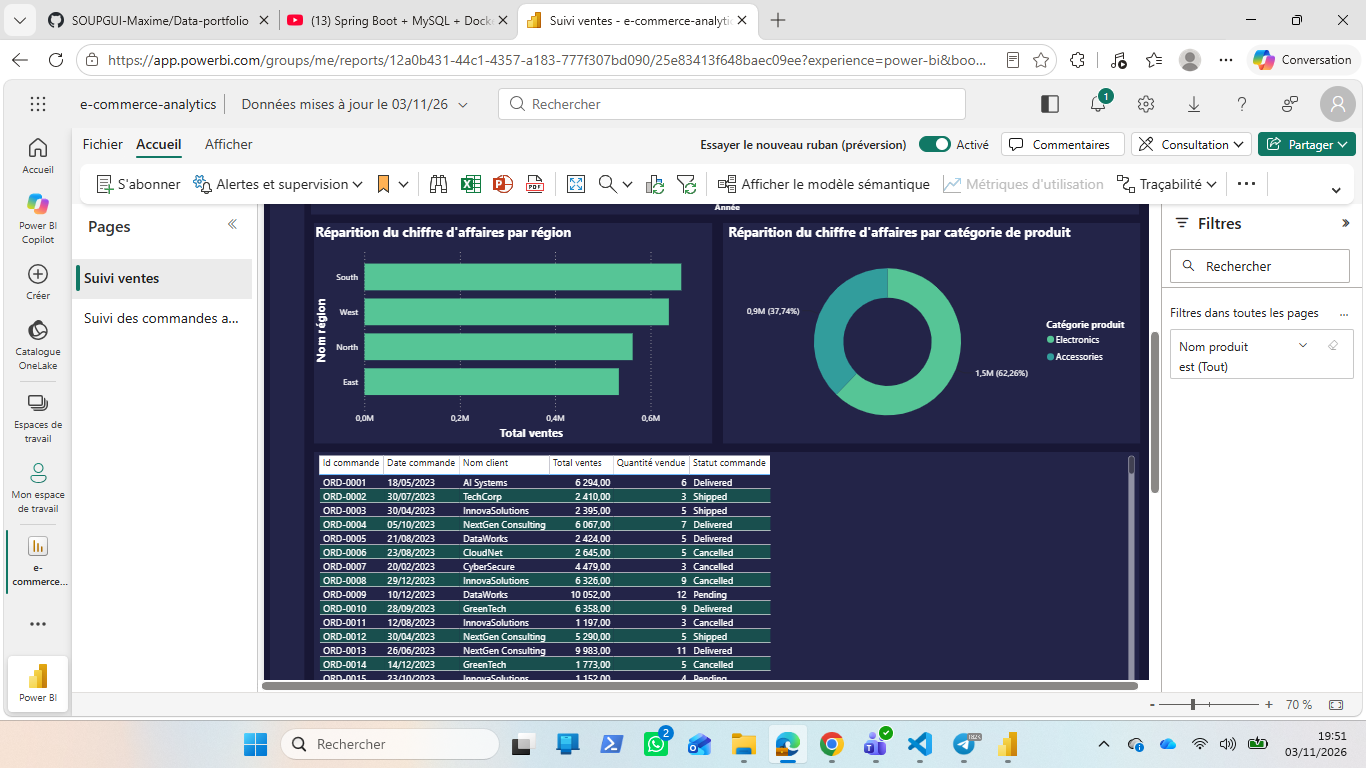 SOUPGUI-Maxime/Data-portfolio
(13) Spring Boot + MySQL + Docke
Suivi ventes - e-commerce-analytic
https://app.powerbi.com/groups/me/reports/12a0b431-44c1-4357-a183-777f307bd090/25e83413f648baec09ee?experience=power-bi&boo...
Conversation
e-commerce-analytics
Données mises à jour le 03/11/26
Rechercher
1
Fichier
Accueil
Afficher
Essayer le nouveau ruban (préversion)
Activé
Commentaires
Consultation
Partager
S'abonner
Alertes et supervision
Afficher le modèle sémantique
Métriques d'utilisation
Traçabilité
Accueil
Power BI
Copilot
Créer
Catalogue
OneLake
Espaces de
travail
Mon espace
de travail
e-
commerce...
Power BI
Pages
Suivi ventes
Suivi des commandes a...
Année
Réparition du chiffre d'affaires par région
Nom région
South
West
North
East
0,0M 0,2M 0,4M 0,6M
Total ventes
Réparition du chiffre d'affaires par catégorie de produit
0,9M (37,74%)
1,5M (62,26%)
Catégorie produit
Electronics
Accessories
Id commande Date commande Nom client Total ventes Quantité vendue Statut commande
ORD-0001 18/05/2023 AI Systems 6 294,00 6 Delivered
ORD-0002 30/07/2023 TechCorp 2 410,00 3 Shipped
ORD-0003 30/04/2023 InnovaSolutions 2 395,00 5 Shipped
ORD-0004 05/10/2023 NextGen Consulting 6 067,00 7 Delivered
ORD-0005 21/08/2023 DataWorks 2 424,00 5 Delivered
ORD-0006 23/08/2023 CloudNet 2 645,00 5 Cancelled
ORD-0007 20/02/2023 CyberSecure 4 479,00 3 Cancelled
ORD-0008 29/12/2023 InnovaSolutions 6 326,00 9 Cancelled
ORD-0009 10/12/2023 DataWorks 10 052,00 12 Pending
ORD-0010 28/09/2023 GreenTech 6 358,00 9 Delivered
ORD-0011 12/08/2023 InnovaSolutions 1 197,00 3 Cancelled
ORD-0012 30/04/2023 NextGen Consulting 5 290,00 5 Shipped
ORD-0013 26/06/2023 NextGen Consulting 9 983,00 11 Delivered
ORD-0014 14/12/2023 GreenTech 1 773,00 5 Cancelled
ORD-0015 23/10/2023 InnovaSolutions 1 152,00 4 Pending
Filtres
Rechercher
Filtres dans toutes les pages
...
Nom produit
est (Tout)
- + 70 %
Rechercher
2
19:51
03/11/2026